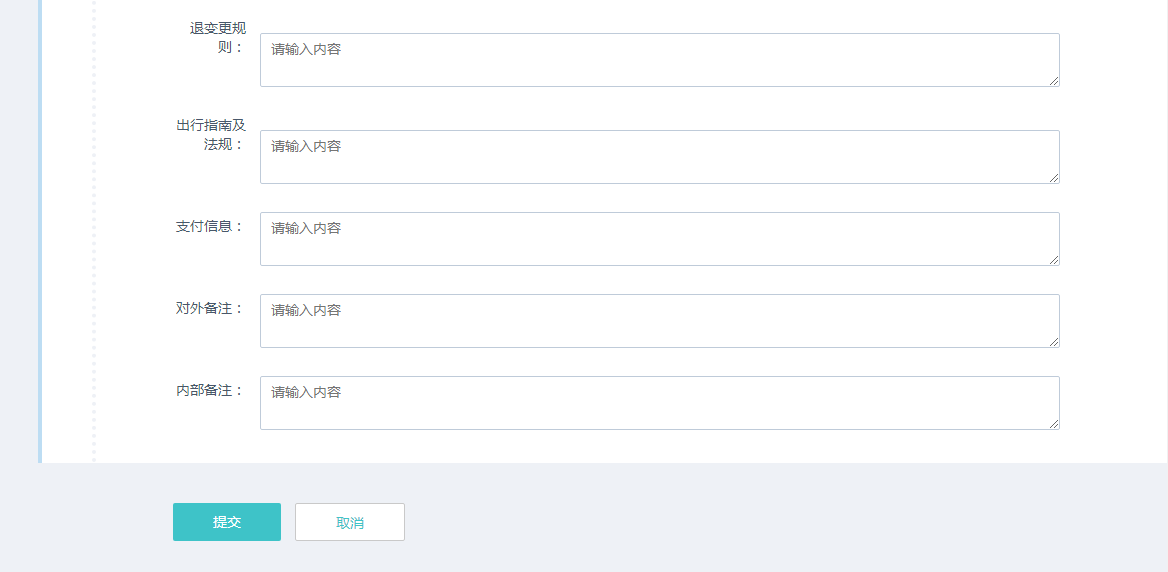 退变更规
则：
请输入内容
出行指南及
法规：
请输入内容
支付信息：
请输入内容
对外备注：
请输入内容
内部备注：
请输入内容
提交
取消